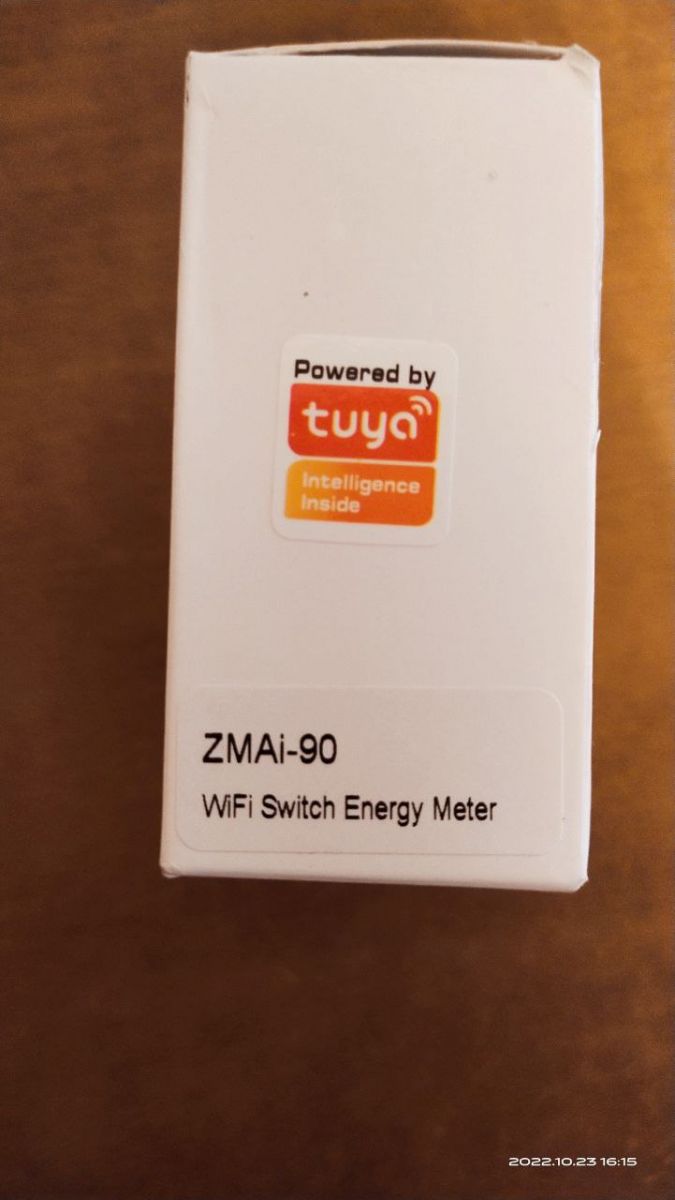 Powered by
tuya
Intelligence
Inside
ZMAi-90
WiFi Switch Energy Meter
2022.10.23 16:15